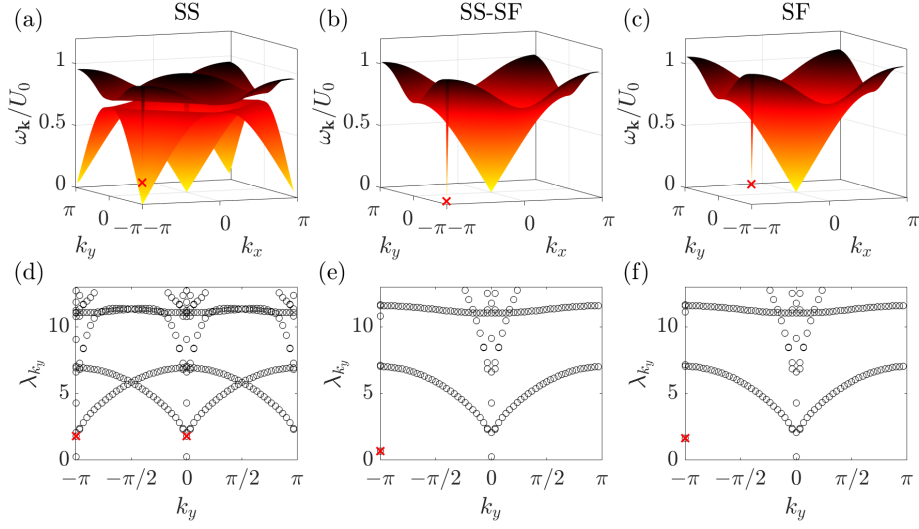 (a) SS
1
0.5
0
ω_k/U_0
π
0
−π−π
0
π
k_y
k_x
(b) SS-SF
1
0.5
0
ω_k/U_0
π
0
−π−π
0
π
k_y
k_x
(c) SF
1
0.5
0
ω_k/U_0
π
0
−π−π
0
π
k_y
k_x
(d)
10
5
0
λ_{k_y}
−π −π/2 0 π/2 π
k_y
(e)
10
5
0
λ_{k_y}
−π −π/2 0 π/2 π
k_y
(f)
10
5
0
λ_{k_y}
−π −π/2 0 π/2 π
k_y